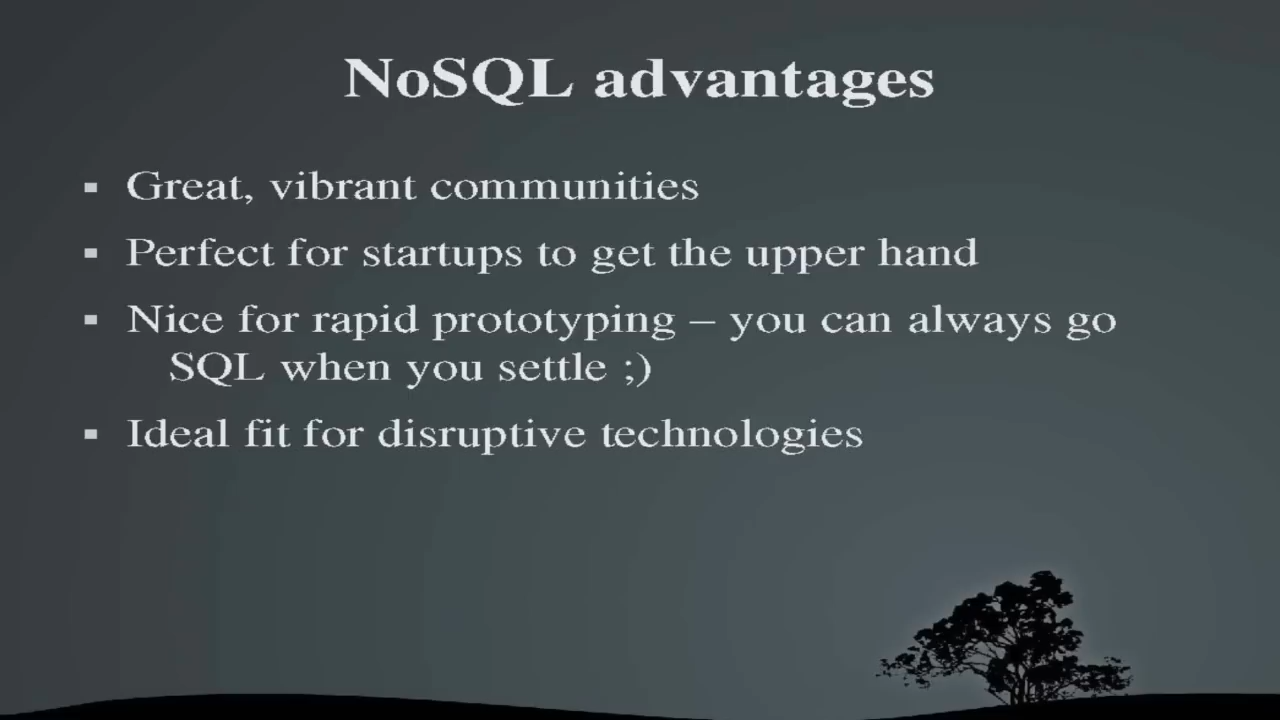 NoSQL advantages
▪ Great, vibrant communities
▪ Perfect for startups to get the upper hand
▪ Nice for rapid prototyping – you can always go
SQL when you settle ;)
▪ Ideal fit for disruptive technologies